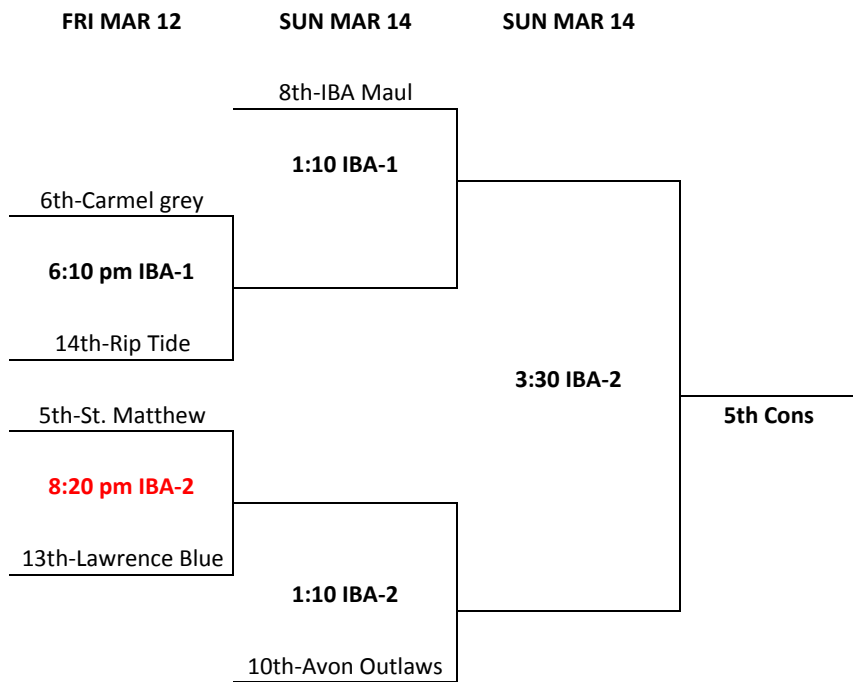 FRI MAR 12 SUN MAR 14 SUN MAR 14
8th-IBA Maul
1:10 IBA-1
6th-Carmel grey
6:10 pm IBA-1
14th-Rip Tide
3:30 IBA-2
5th-St. Matthew
5th Cons
8:20 pm IBA-2
13th-Lawrence Blue
1:10 IBA-2
10th-Avon Outlaws